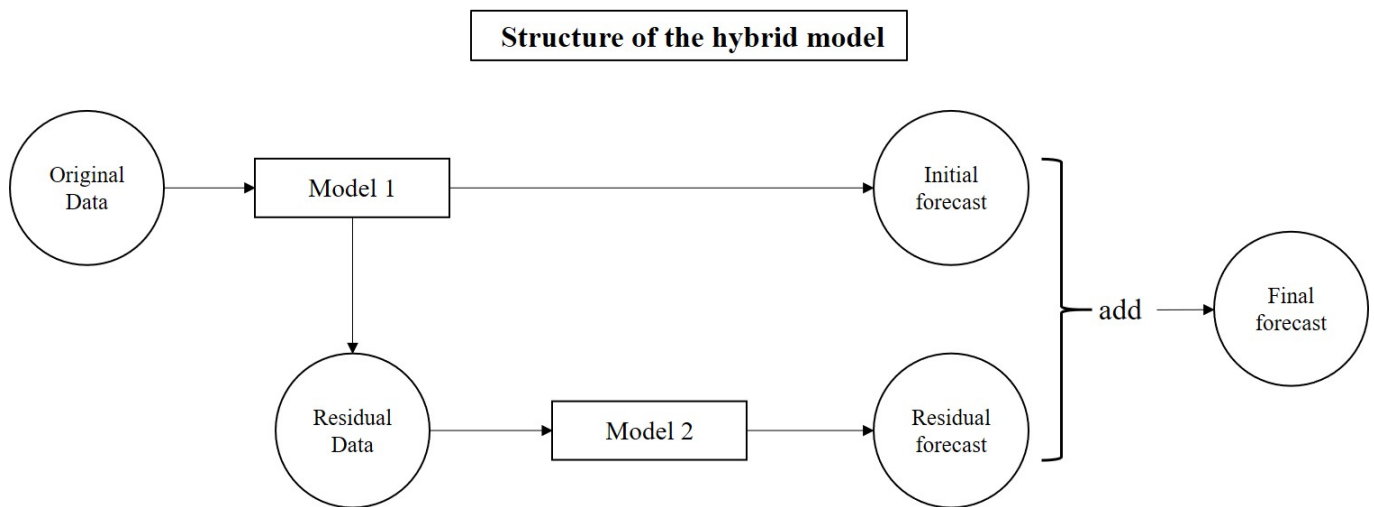 Structure of the hybrid model
Original
Data
Model 1
Initial
forecast
add
Final
forecast
Residual
Data
Model 2
Residual
forecast